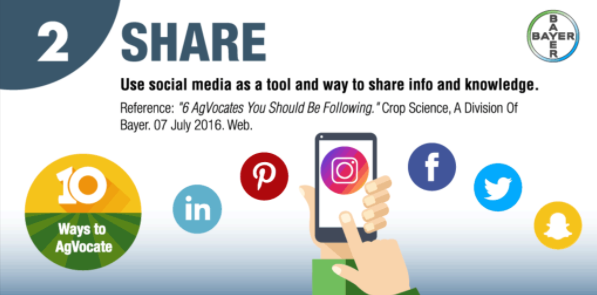 2 SHARE
BAYER
BAYER
Use social media as a tool and way to share info and knowledge.
Reference: "6 AgVocates You Should Be Following." Crop Science, A Division Of
Bayer. 07 July 2016. Web.
10
Ways to
AgVocate
in
f